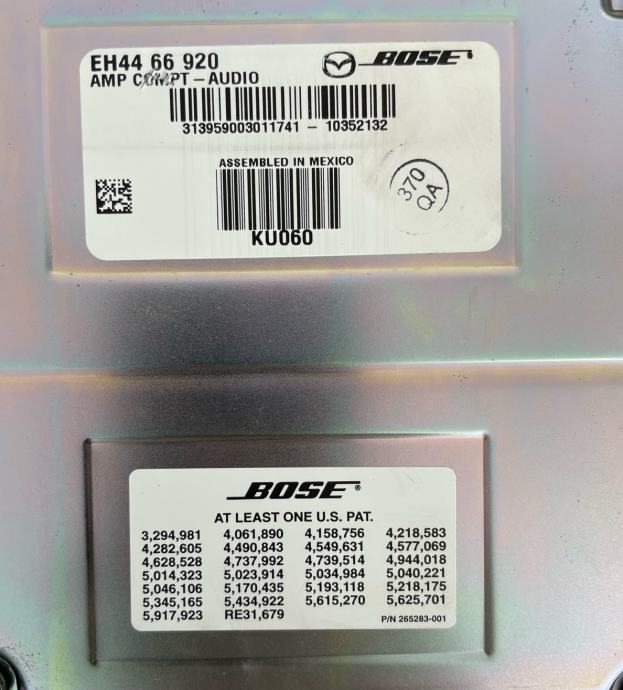 EH44 66 920
BOSE®
AMP COMPT-AUDIO
313959003011741 - 10352132
ASSEMBLED IN MEXICO
370
QA
KU060
BOSE®
AT LEAST ONE U.S. PAT.
3,294,981 4,061,890 4,158,756 4,218,583
4,282,605 4,490,843 4,549,631 4,577,069
4,628,528 4,737,992 4,739,514 4,944,018
5,014,323 5,023,914 5,034,984 5,040,221
5,046,106 5,170,435 5,193,118 5,218,175
5,345,165 5,434,922 5,615,270 5,625,701
5,917,923 RE31,679
P/N 265283-001